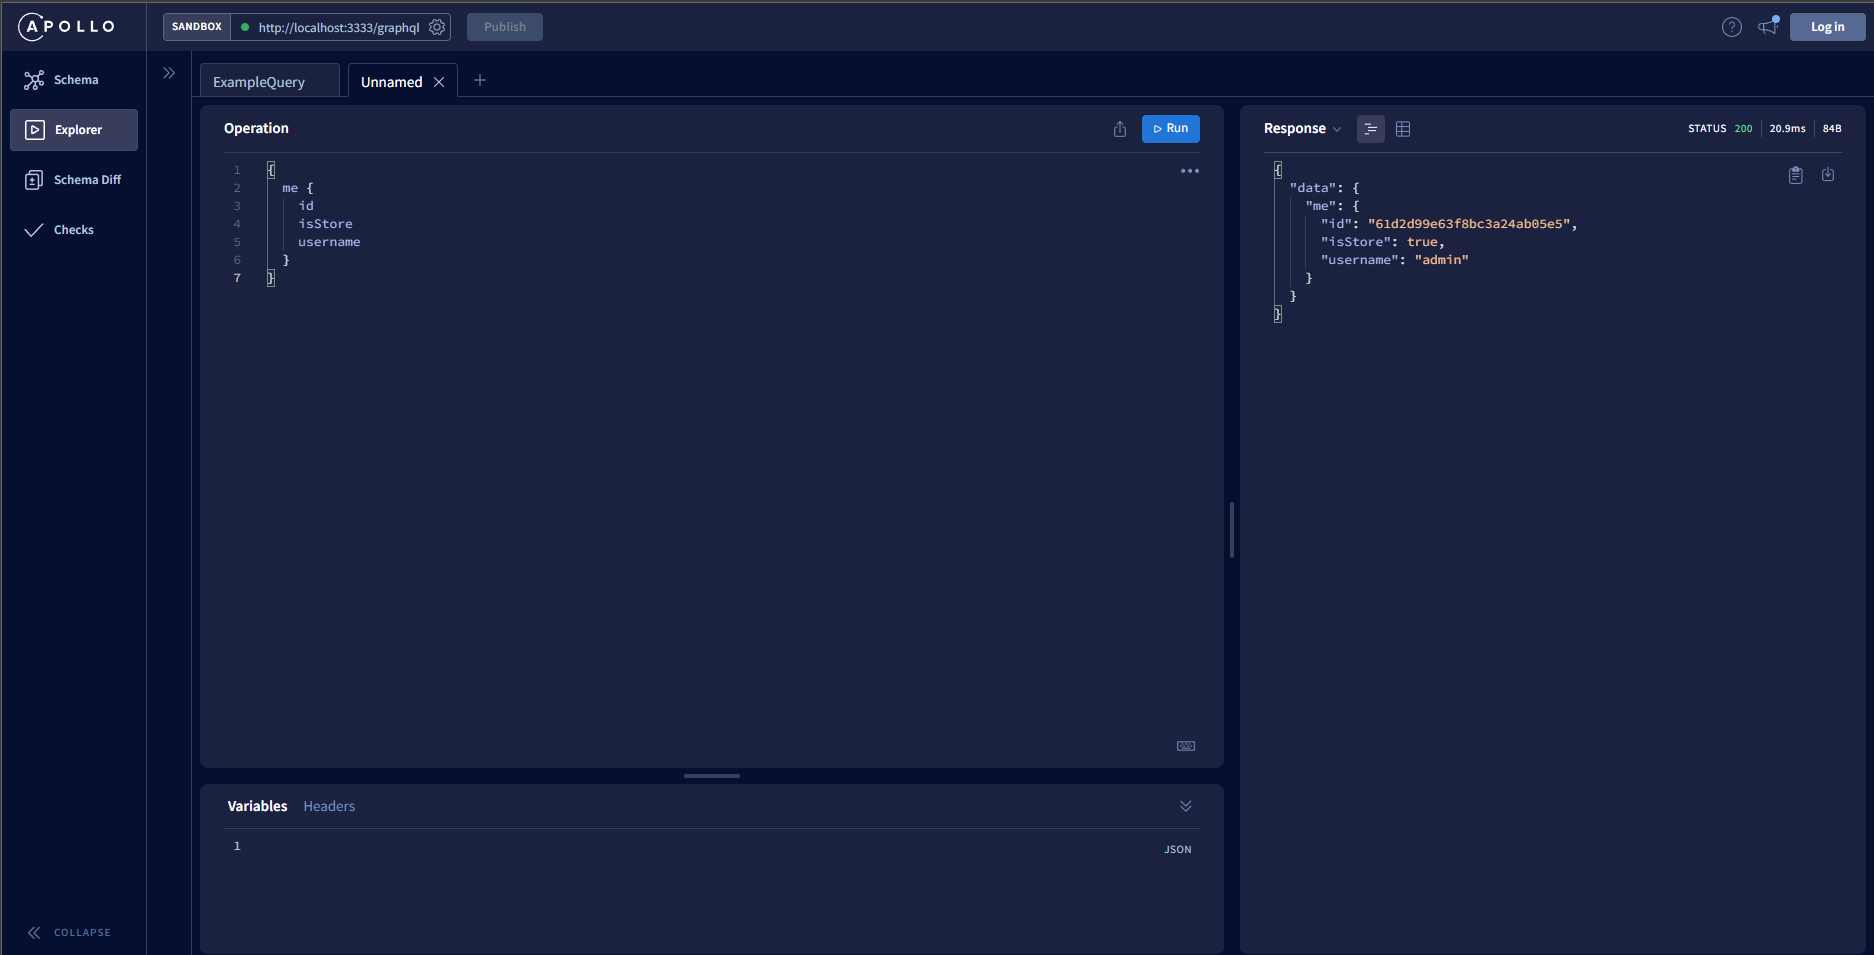 APOLLO
SANDBOX http://localhost:3333/graphql Publish
Log in
Schema
Explorer
Schema Diff
Checks
COLLAPSE
ExampleQuery Unnamed
Operation
Run
1 {
2 me {
3 id
4 isStore
5 username
6 }
7 }
Variables Headers
1
JSON
Response STATUS 200 20.9ms 84B
{
"data": {
"me": {
"id": "61d2d99e63f8bc3a24ab05e5",
"isStore": true,
"username": "admin"
}
}
}